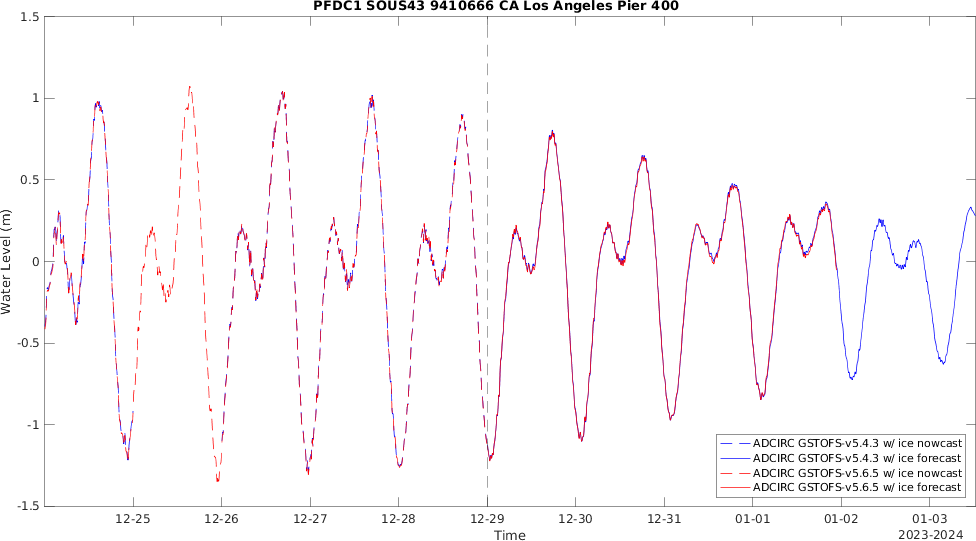 PFDC1 SOUS43 9410666 CA Los Angeles Pier 400
1.5
1
0.5
0
-0.5
-1
-1.5
Water Level (m)
ADCIRC GSTOFS-v5.4.3 w/ ice nowcast
ADCIRC GSTOFS-v5.4.3 w/ ice forecast
ADCIRC GSTOFS-v5.6.5 w/ ice nowcast
ADCIRC GSTOFS-v5.6.5 w/ ice forecast
12-25 12-26 12-27 12-28 12-29 12-30 12-31 01-01 01-02 01-03
Time
2023-2024